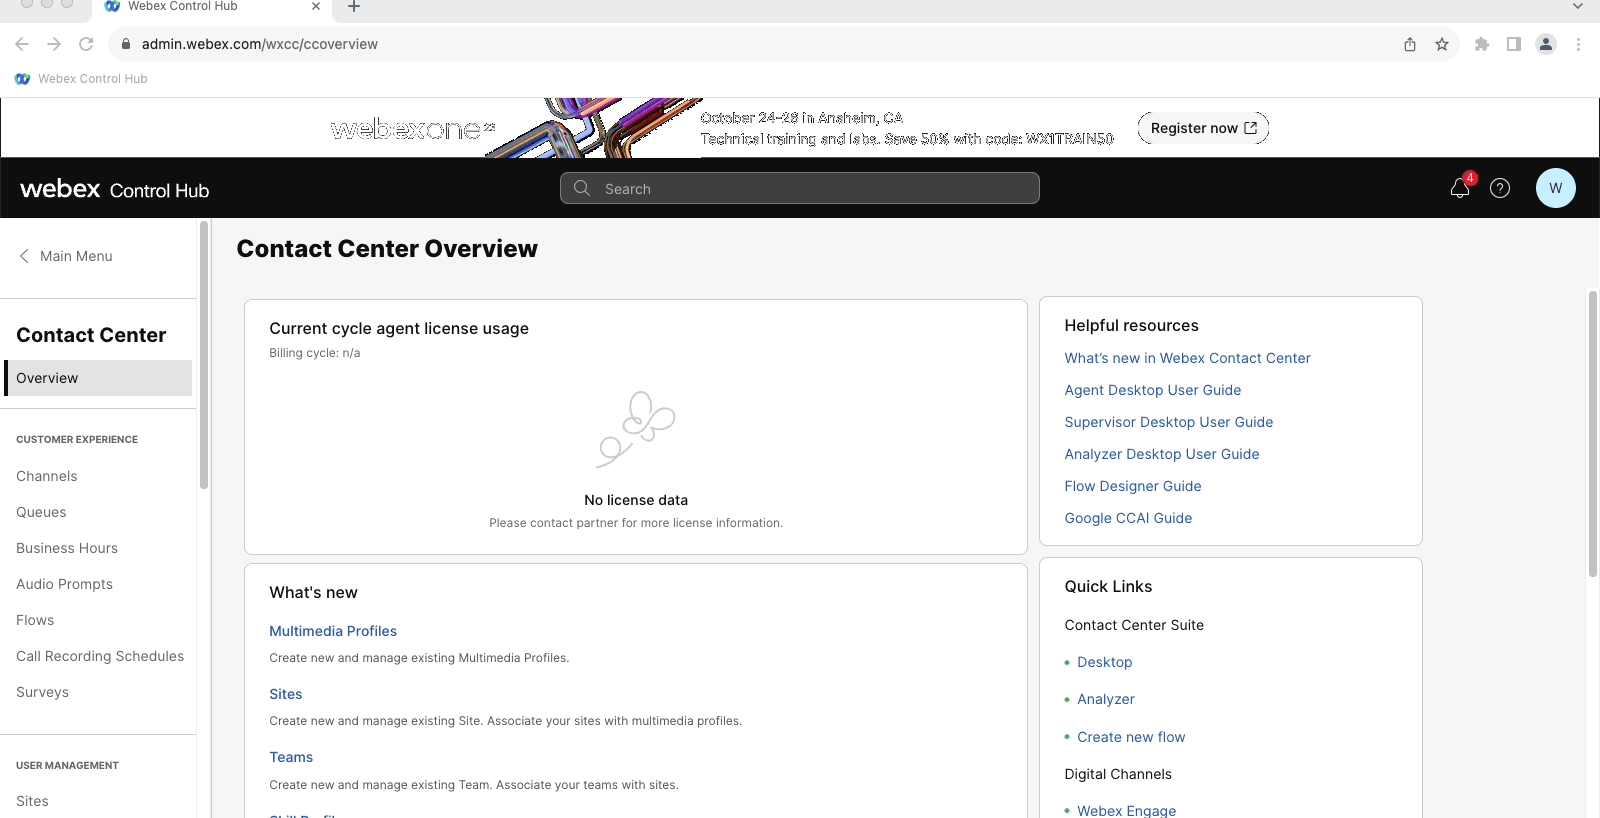 Webex Control Hub
admin.webex.com/wxcc/ccoverview
Webex Control Hub
webexone
October 24-26 in Anaheim, CA
Technical training and labs. Save 50% with code: WX1TRAIN50
Register now
webex Control Hub
Search
4
W
Main Menu
Contact Center
Overview
CUSTOMER EXPERIENCE
Channels
Queues
Business Hours
Audio Prompts
Flows
Call Recording Schedules
Surveys
USER MANAGEMENT
Sites
Contact Center Overview
Current cycle agent license usage
Billing cycle: n/a
No license data
Please contact partner for more license information.
What's new
Multimedia Profiles
Create new and manage existing Multimedia Profiles.
Sites
Create new and manage existing Site. Associate your sites with multimedia profiles.
Teams
Create new and manage existing Team. Associate your teams with sites.
Helpful resources
What’s new in Webex Contact Center
Agent Desktop User Guide
Supervisor Desktop User Guide
Analyzer Desktop User Guide
Flow Designer Guide
Google CCAI Guide
Quick Links
Contact Center Suite
Desktop
Analyzer
Create new flow
Digital Channels
Webex Engage